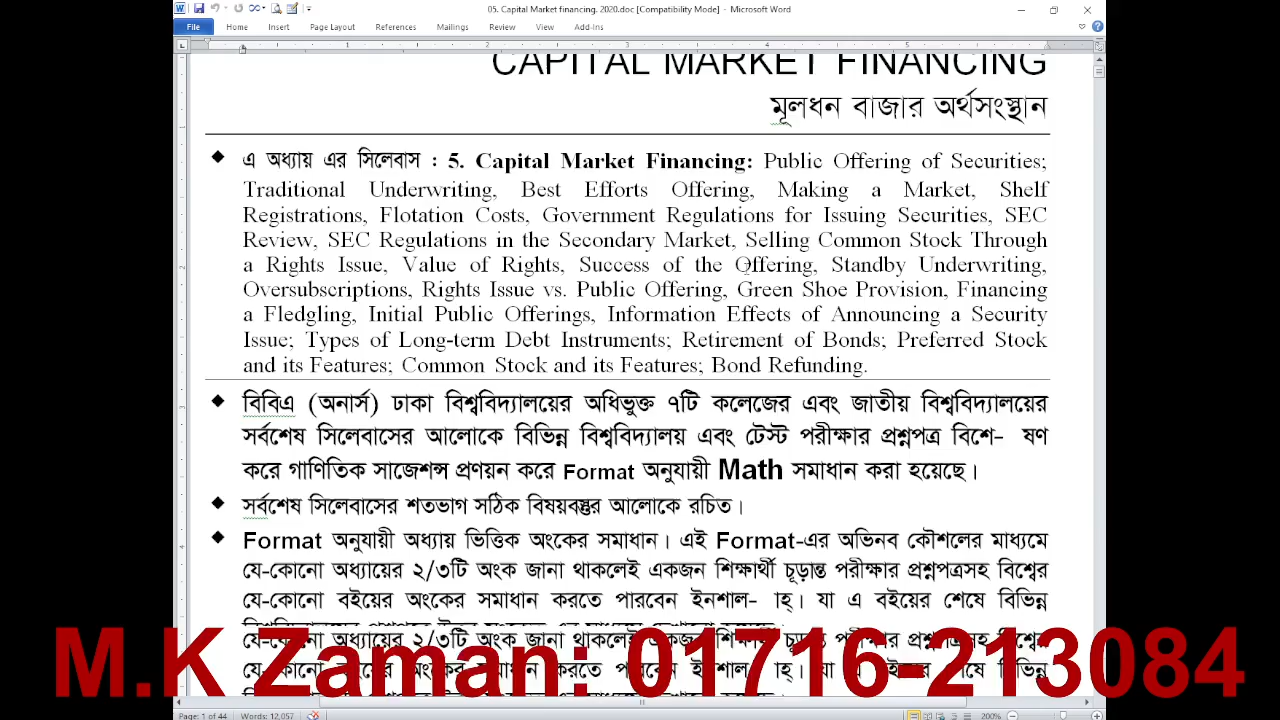 05. Capital Market financing. 2020.doc [Compatibility Mode] - Microsoft Word
File Home Insert Page Layout References Mailings Review View Add-Ins
CAPITAL MARKET FINANCING
মূলধন বাজার অর্থসংস্থান
এ অধ্যায় এর সিলেবাস : 5. Capital Market Financing: Public Offering of Securities;
Traditional Underwriting, Best Efforts Offering, Making a Market, Shelf
Registrations, Flotation Costs, Government Regulations for Issuing Securities, SEC
Review, SEC Regulations in the Secondary Market, Selling Common Stock Through
a Rights Issue, Value of Rights, Success of the Offering, Standby Underwriting,
Oversubscriptions, Rights Issue vs. Public Offering, Green Shoe Provision, Financing
a Fledgling, Initial Public Offerings, Information Effects of Announcing a Security
Issue; Types of Long-term Debt Instruments; Retirement of Bonds; Preferred Stock
and its Features; Common Stock and its Features; Bond Refunding.
বিবিএ (অনার্স) ঢাকা বিশ্ববিদ্যালয়ের অধিভুক্ত ৭টি কলেজের এবং জাতীয় বিশ্ববিদ্যালয়ের
সর্বশেষ সিলেবাসের আলোকে বিভিন্ন বিশ্ববিদ্যালয় এবং টেস্ট পরীক্ষার প্রশ্নপত্র বিশে- ষণ
করে গাণিতিক সাজেশন্স প্রণয়ন করে Format অনুযায়ী Math সমাধান করা হয়েছে।
সর্বশেষ সিলেবাসের শতভাগ সঠিক বিষয়বস্তুর আলোকে রচিত।
Format অনুযায়ী অধ্যায় ভিত্তিক অংকের সমাধান। এই Format-এর অভিনব কৌশলের মাধ্যমে
যে-কোনো অধ্যায়ের ২/৩টি অংক জানা থাকলেই একজন শিক্ষার্থী চূড়ান্ত পরীক্ষার প্রশ্নপত্রসহ বিশ্বের
যে-কোনো বইয়ের অংকের সমাধান করতে পারবেন ইনশাল- াহ্। যা এ বইয়ের শেষে বিভিন্ন
M.K Zaman: 01716-213084
Page: 1 of 44 Words: 12,057 200%